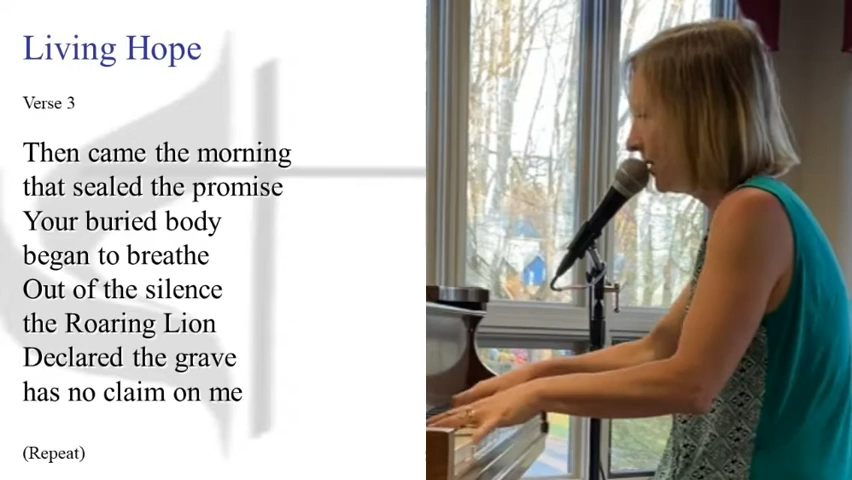 Living Hope
Verse 3
Then came the morning
that sealed the promise
Your buried body
began to breathe
Out of the silence
the Roaring Lion
Declared the grave
has no claim on me
(Repeat)